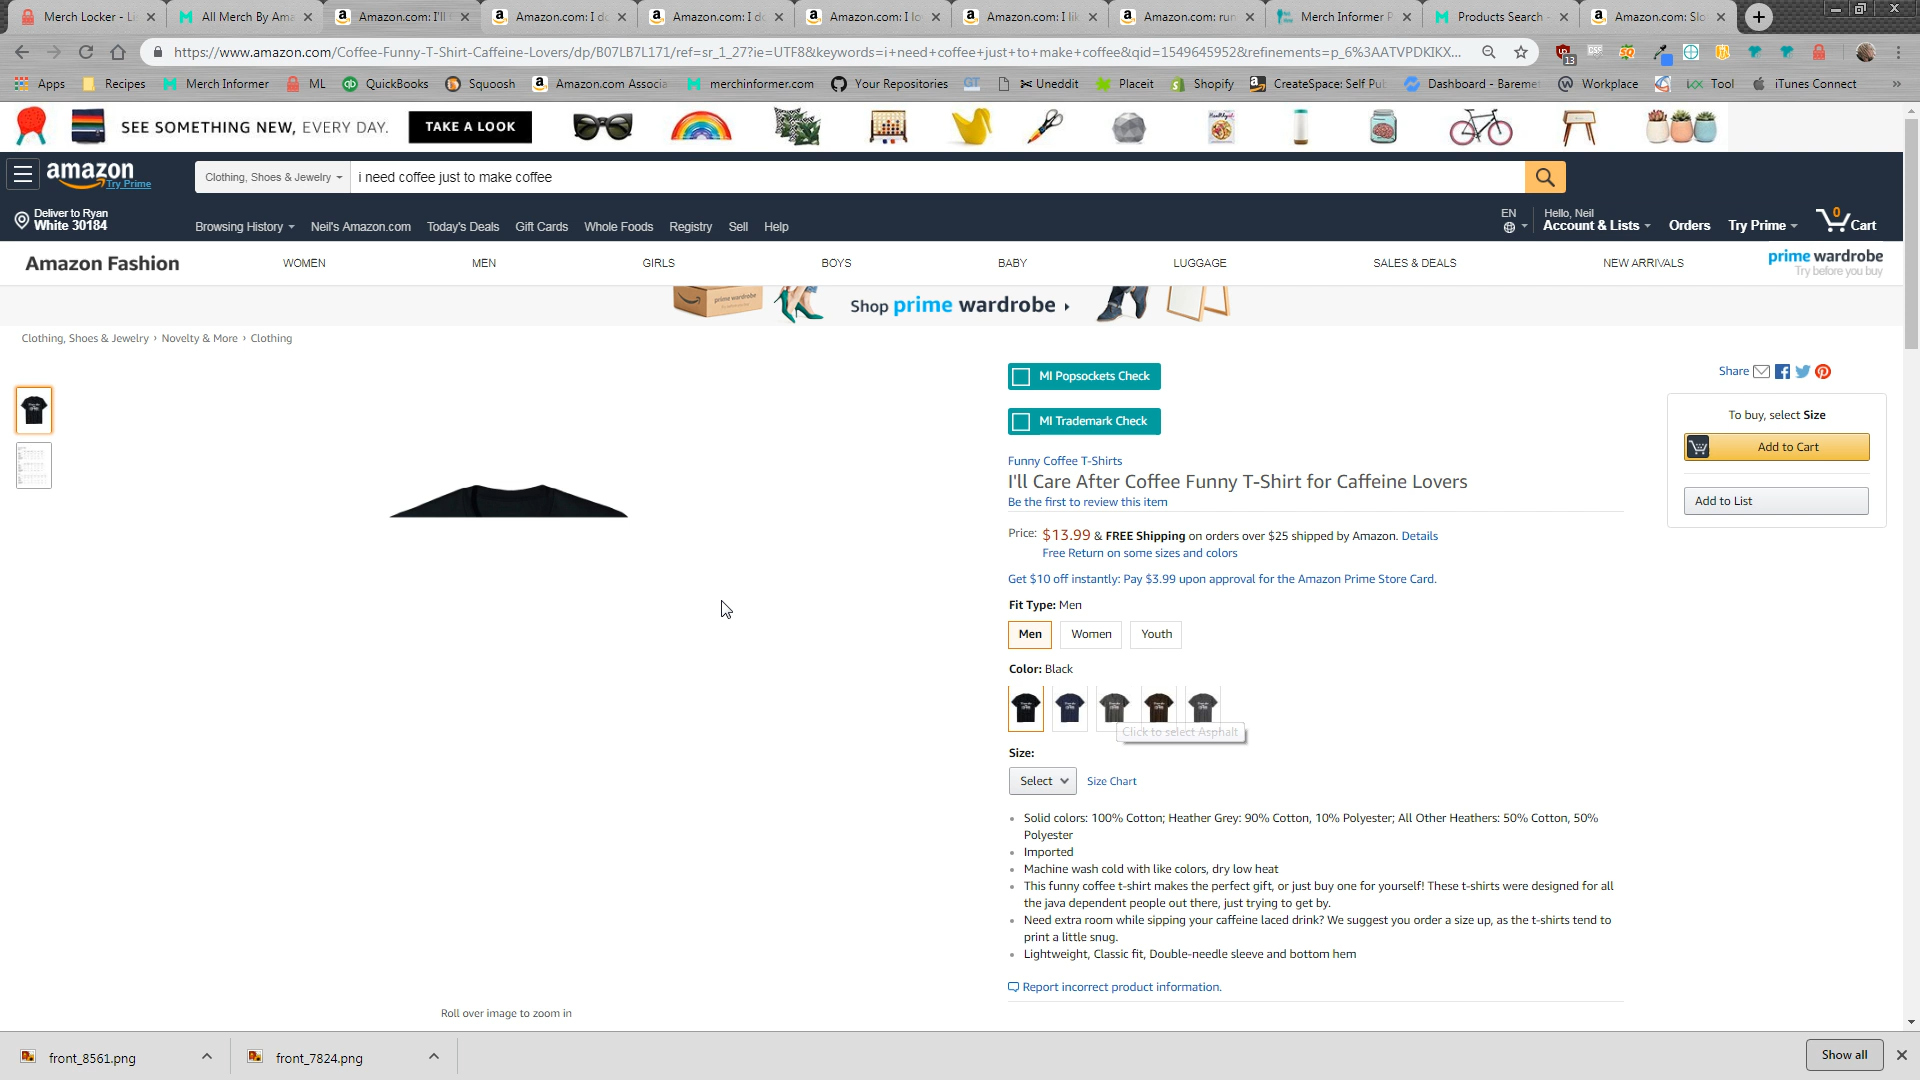 Merch Locker - Li
All Merch By Ama
Amazon.com: I'll
Amazon.com: I do
Amazon.com: I do
Amazon.com: I lo
Amazon.com: I lik
Amazon.com: run
Merch Informer P
Products Search -
Amazon.com: Slo
https://www.amazon.com/Coffee-Funny-T-Shirt-Caffeine-Lovers/dp/B07LB7L171/ref=sr_1_27?ie=UTF8&keywords=i+need+coffee+just+to+make+coffee&qid=1549645952&refinements=p_6%3AATVPDKIKX...
13
Apps
Recipes
Merch Informer
ML
QuickBooks
Squoosh
Amazon.com Associa
merchinformer.com
Your Repositories
GT
Uneddit
Placeit
Shopify
CreateSpace: Self Pub
Dashboard - Bareme
Workplace
Tool
iTunes Connect
»
SEE SOMETHING NEW, EVERY DAY.
TAKE A LOOK
amazon
Try Prime
Clothing, Shoes & Jewelry
i need coffee just to make coffee
Deliver to Ryan
White 30184
Browsing History
Neil's Amazon.com
Today's Deals
Gift Cards
Whole Foods
Registry
Sell
Help
EN
Hello, Neil
Account & Lists
Orders
Try Prime
0
Cart
Amazon Fashion
WOMEN
MEN
GIRLS
BOYS
BABY
LUGGAGE
SALES & DEALS
NEW ARRIVALS
prime wardrobe
Try before you buy
prime wardrobe
Shop prime wardrobe
Clothing, Shoes & Jewelry › Novelty & More › Clothing
MI Popsockets Check
MI Trademark Check
Share
To buy, select Size
Add to Cart
Add to List
Funny Coffee T-Shirts
I'll Care After Coffee Funny T-Shirt for Caffeine Lovers
Be the first to review this item
Price: $13.99 & FREE Shipping on orders over $25 shipped by Amazon. Details
Free Return on some sizes and colors
Get $10 off instantly: Pay $3.99 upon approval for the Amazon Prime Store Card.
Fit Type: Men
Men
Women
Youth
Color: Black
Click to select Asphalt
Size:
Select
Size Chart
• Solid colors: 100% Cotton; Heather Grey: 90% Cotton, 10% Polyester; All Other Heathers: 50% Cotton, 50%
Polyester
• Imported
• Machine wash cold with like colors, dry low heat
• This funny coffee t-shirt makes the perfect gift, or just buy one for yourself! These t-shirts were designed for all
the java dependent people out there, just trying to get by.
• Need extra room while sipping your caffeine laced drink? We suggest you order a size up, as the t-shirts tend to
print a little snug.
• Lightweight, Classic fit, Double-needle sleeve and bottom hem
Report incorrect product information.
Roll over image to zoom in
front_8561.png
front_7824.png
Show all